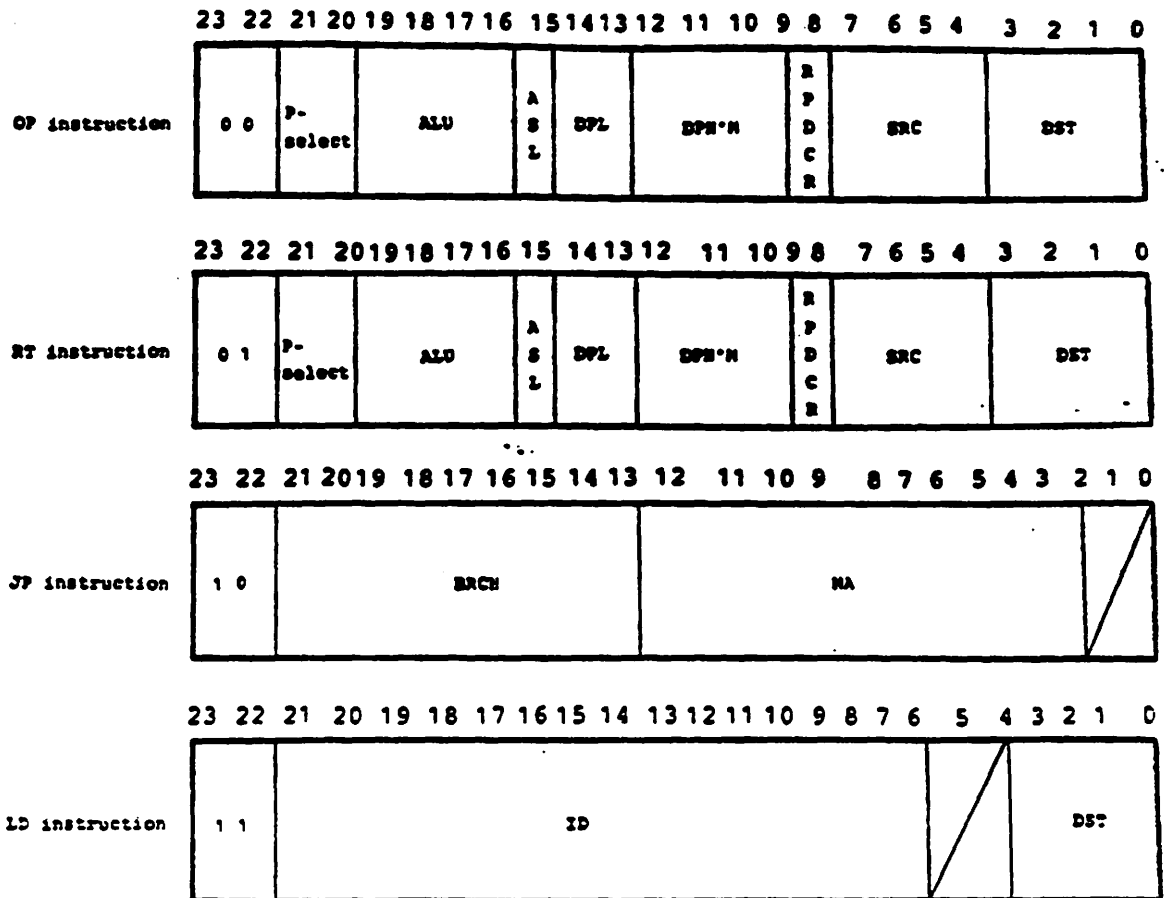 23 22 21 20 19 18 17 16 15 14 13 12 11 10 9 8 7 6 5 4 3 2 1 0
OP instruction 0 0 P-select ALU ASL DPL DPH·M RPDCR SRC DST
23 22 21 20 19 18 17 16 15 14 13 12 11 10 9 8 7 6 5 4 3 2 1 0
RT instruction 0 1 P-select ALU ASL DPL DPH·M RPDCR SRC DST
23 22 21 20 19 18 17 16 15 14 13 12 11 10 9 8 7 6 5 4 3 2 1 0
JP instruction 1 0 BRCH NA
23 22 21 20 19 18 17 16 15 14 13 12 11 10 9 8 7 6 5 4 3 2 1 0
LD instruction 1 1 ID DST